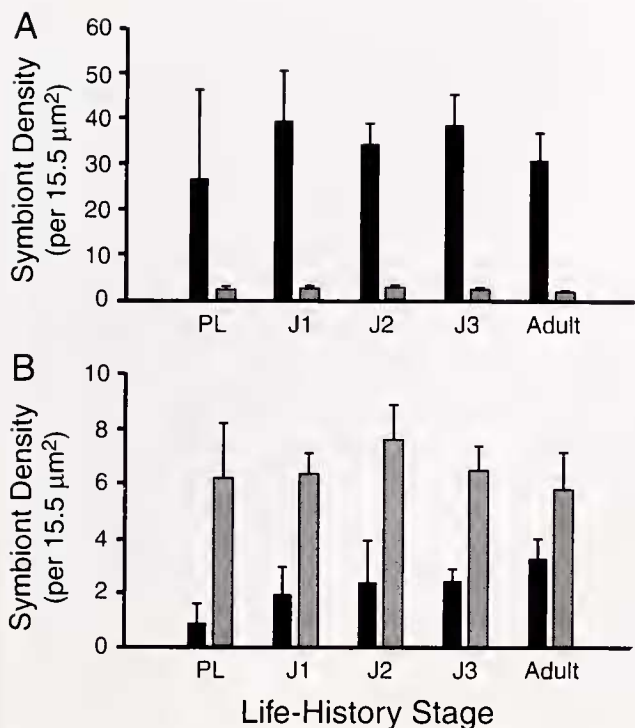 A
Symbiont Density
(per 15.5 µm²)
60
50
40
30
20
10
0
PL J1 J2 J3 Adult
B
Symbiont Density
(per 15.5 µm²)
10
8
6
4
2
0
PL J1 J2 J3 Adult
Life-History Stage